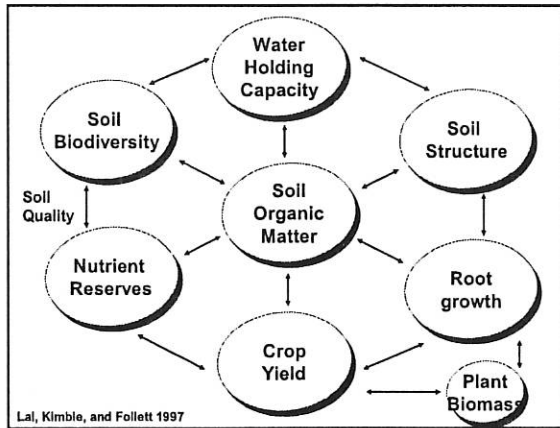 Water
Holding
Capacity
Soil
Biodiversity
Soil
Structure
Soil
Quality
Soil
Organic
Matter
Nutrient
Reserves
Root
growth
Crop
Yield
Plant
Biomass
Lal, Kimble, and Follett 1997